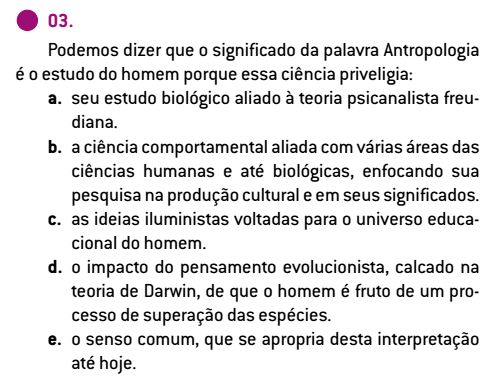 03.
Podemos dizer que o significado da palavra Antropologia
é o estudo do homem porque essa ciência priveligia:
a. seu estudo biológico aliado à teoria psicanalista freu-
diana.
b. a ciência comportamental aliada com várias áreas das
ciências humanas e até biológicas, enfocando sua
pesquisa na produção cultural e em seus significados.
c. as ideias iluministas voltadas para o universo educa-
cional do homem.
d. o impacto do pensamento evolucionista, calcado na
teoria de Darwin, de que o homem é fruto de um pro-
cesso de superação das espécies.
e. o senso comum, que se apropria desta interpretação
até hoje.